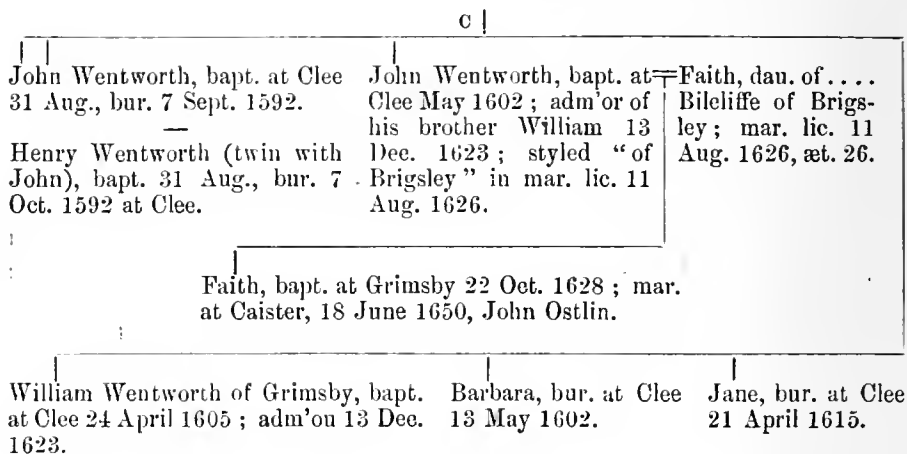 C
John Wentworth, bapt. at Clee
31 Aug., bur. 7 Sept. 1592.
—
Henry Wentworth (twin with
John), bapt. 31 Aug., bur. 7
Oct. 1592 at Clee.
John Wentworth, bapt. at
Clee May 1602 ; adm'or of
his brother William 13
Dec. 1623 ; styled "of
Brigsley" in mar. lic. 11
Aug. 1626.
=Faith, dau. of ....
Bilcliffe of Brigs-
ley ; mar. lic. 11
Aug. 1626, æt. 26.
Faith, bapt. at Grimsby 22 Oct. 1628 ; mar.
at Caister, 18 June 1650, John Ostlin.
William Wentworth of Grimsby, bapt.
at Clee 24 April 1605 ; adm'on 13 Dec.
1623.
Barbara, bur. at Clee
13 May 1602.
Jane, bur. at Clee
21 April 1615.